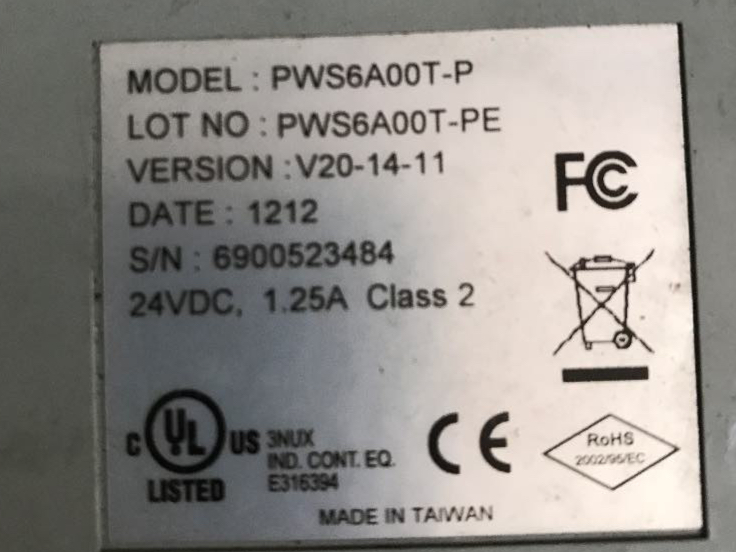 MODEL : PWS6A00T-P
LOT NO : PWS6A00T-PE
VERSION :V20-14-11
DATE : 1212
S/N : 6900523484
24VDC, 1.25A Class 2
FC
C UL US
LISTED
3NUX
IND. CONT. EQ.
E316394
CE
RoHS
2002/95/EC
MADE IN TAIWAN